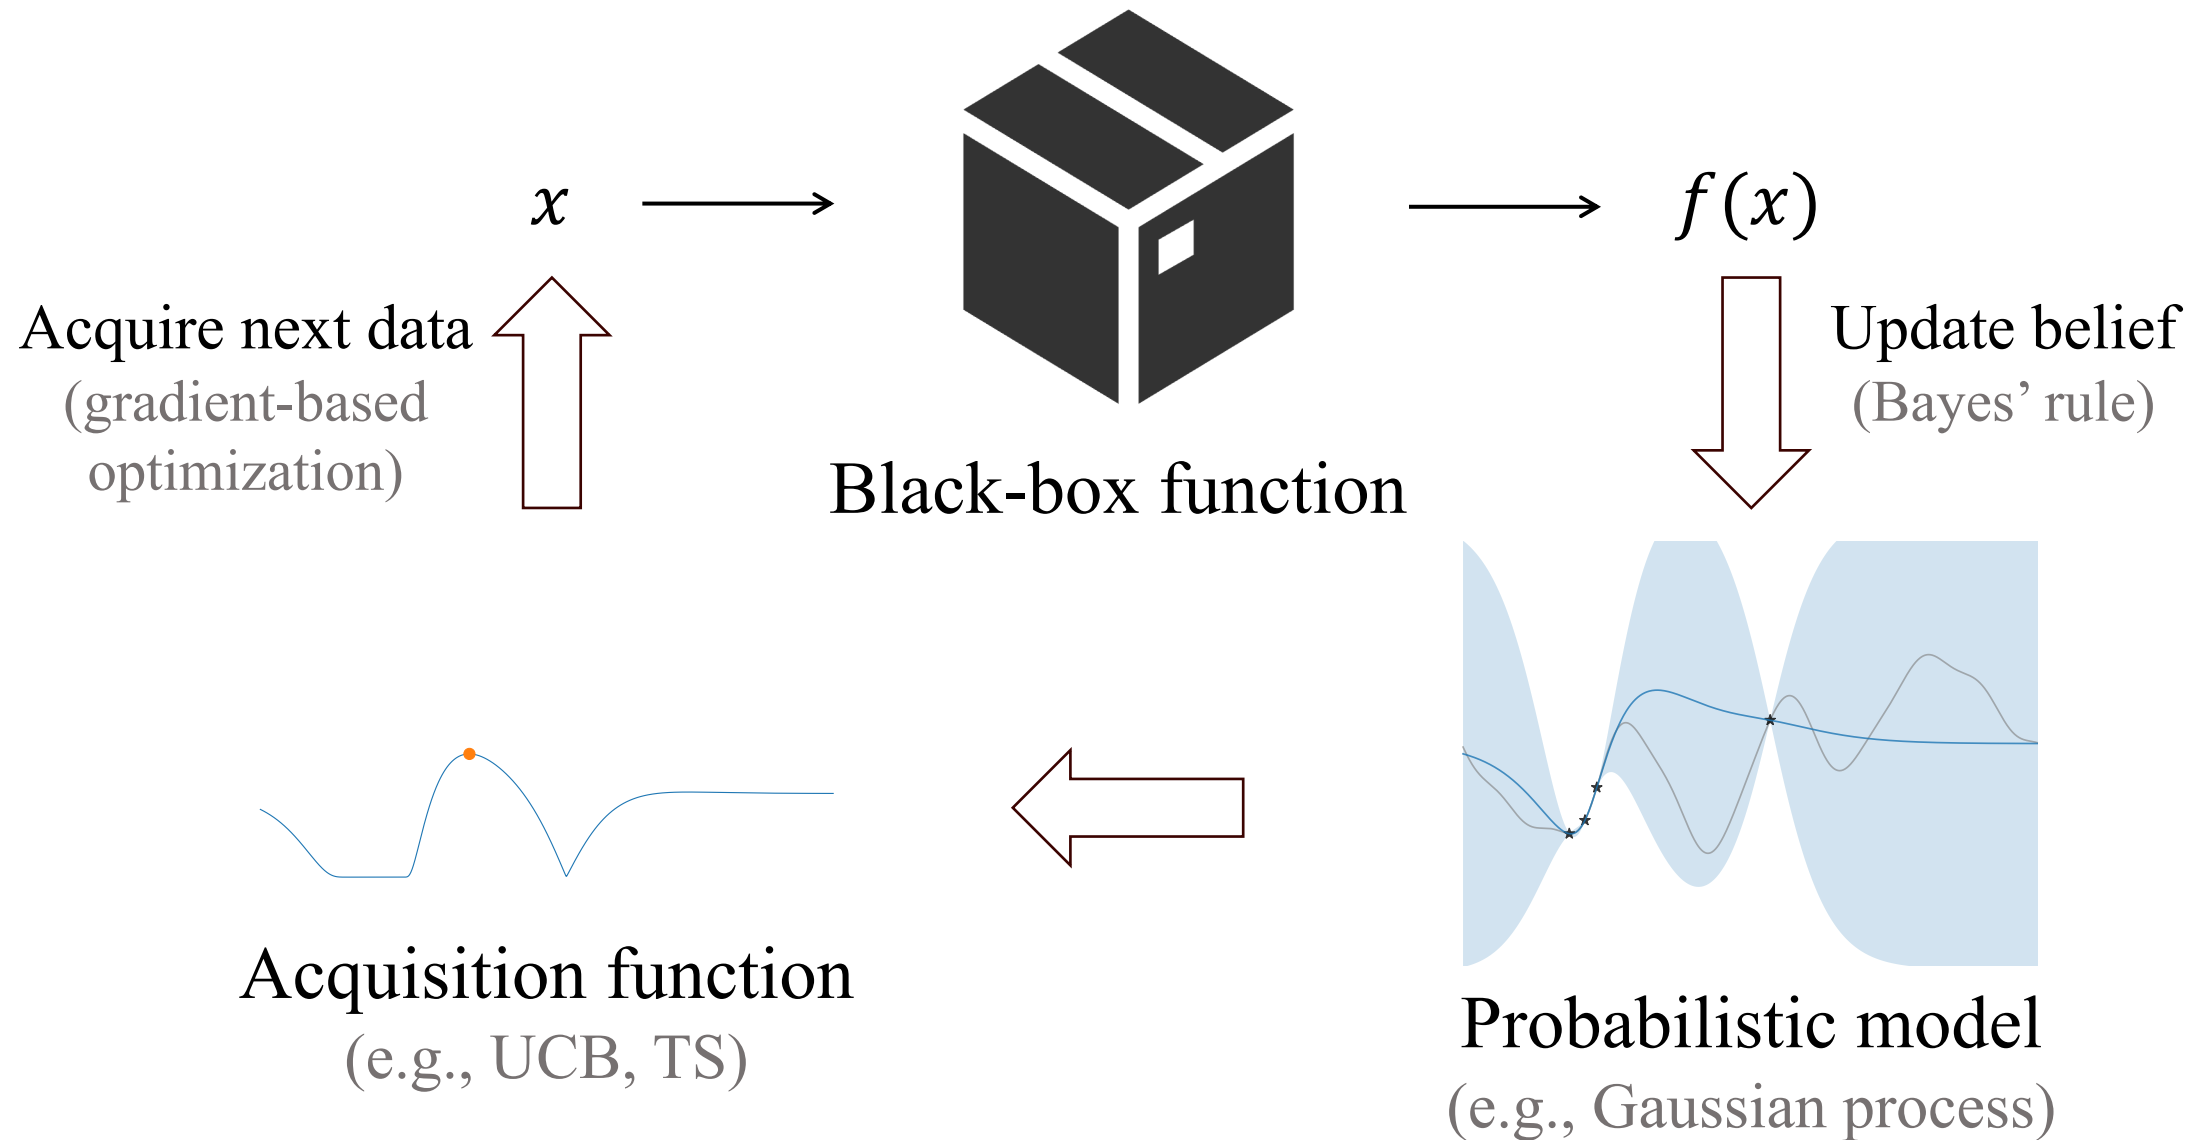 x
f(x)
Acquire next data
(gradient-based
optimization)
Black-box function
Update belief
(Bayes’ rule)
Acquisition function
(e.g., UCB, TS)
Probabilistic model
(e.g., Gaussian process)